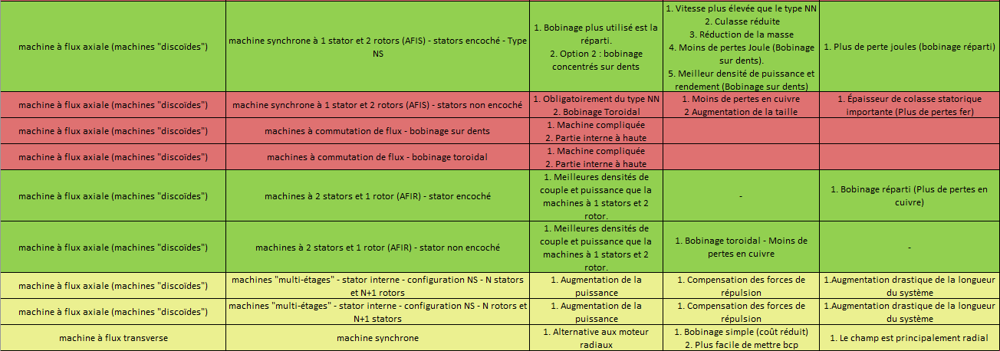 machine à flux axiale (machines "discoïdes")
machine synchrone à 1 stator et 2 rotors (AFIS) - stators encoché - Type
NS
1. Bobinage plus utilisé est la
réparti.
2. Option 2 : bobinage
concentrés sur dents
1. Vitesse plus élevée que le type NN
2. Culasse réduite
3. Réduction de la masse
4. Moins de pertes Joule (Bobinage
sur dents).
5. Meilleur densité de puissance et
rendement (Bobinage sur dents)
1. Plus de perte joules (bobinage réparti)
machine à flux axiale (machines "discoïdes")
machine synchrone à 1 stator et 2 rotors (AFIS) - stators non encoché
1. Obligatoirement du type NN
2. Bobinage Toroidal
1. Moins de pertes en cuivre
2 Augmentation de la taille
1. Épaisseur de colasse statorique
importante (Plus de pertes fer)
machine à flux axiale (machines "discoïdes")
machines à commutation de flux - bobinage sur dents
1. Machine compliquée
2. Partie interne à haute
machine à flux axiale (machines "discoïdes")
machines à commutation de flux - bobinage toroidal
1. Machine compliquée
2. Partie interne à haute
machine à flux axiale (machines "discoïdes")
machines à 2 stators et 1 rotor (AFIR) - stator encoché
1. Meilleures densités de
couple et puissance que la
machines à 1 stators et 2
rotor.
-
1. Bobinage réparti (Plus de pertes en
cuivre)
machine à flux axiale (machines "discoïdes")
machines à 2 stators et 1 rotor (AFIR) - stator non encoché
1. Meilleures densités de
couple et puissance que la
machines à 1 stators et 2
rotor.
1. Bobinage toroidal - Moins de
pertes en cuivre
-
machine à flux axiale (machines "discoïdes")
machines "multi-étages" - stator interne - configuration NS - N stators
et N+1 rotors
1. Augmentation de la
puissance
1. Compensation des forces de
répulsion
1.Augmentation drastique de la longueur
du système
machine à flux axiale (machines "discoïdes")
machines "multi-étages" - stator interne - configuration NS - N rotors et
N+1 stators
1. Augmentation de la
puissance
1. Compensation des forces de
répulsion
1.Augmentation drastique de la longueur
du système
machine à flux transverse
machine synchrone
1. Alternative aux moteur
radiaux
1. Bobinage simple (coût réduit)
2. Plus facile de mettre bcp
1. Le champ est principalement radial